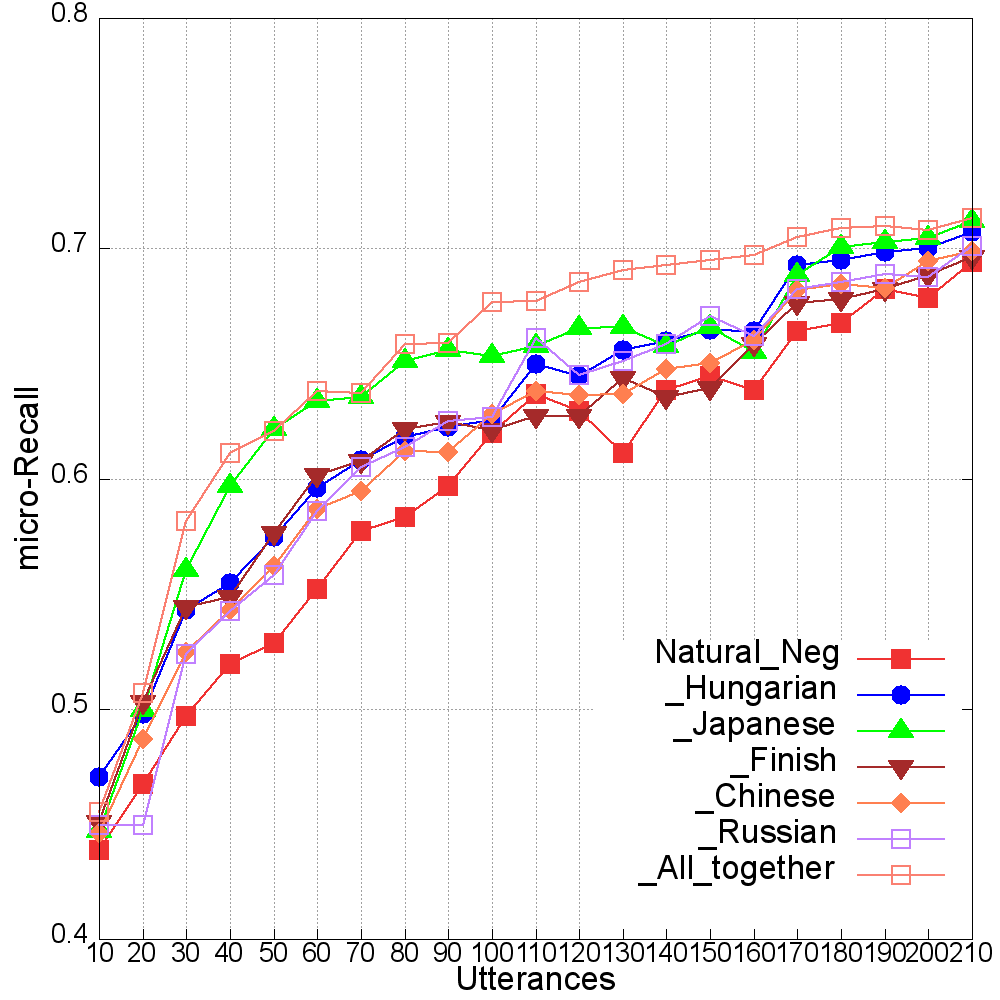 0.8
0.7
0.6
0.5
0.4
micro-Recall
Natural_Neg
_Hungarian
_Japanese
_Finish
_Chinese
_Russian
_All_together
10 20 30 40 50 60 70 80 90 100 110 120 130 140 150 160 170 180 190 200 210
Utterances